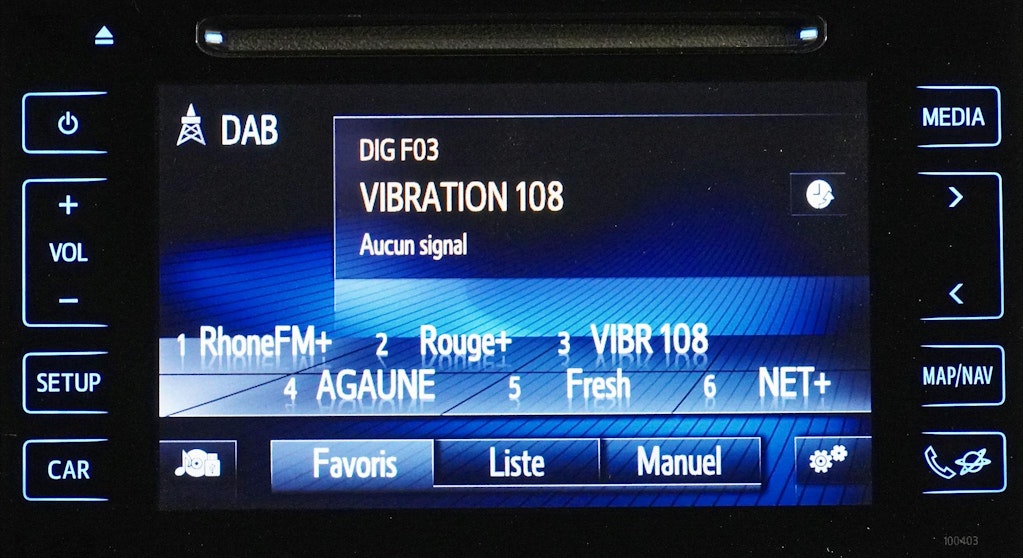 DAB
DIG F03
VIBRATION 108
Aucun signal
1 RhoneFM+ 2 Rouge+ 3 VIBR 108
4 AGAUNE 5 Fresh 6 NET+
Favoris Liste Manuel
+
VOL
−
SETUP
CAR
MEDIA
MAP/NAV
100403